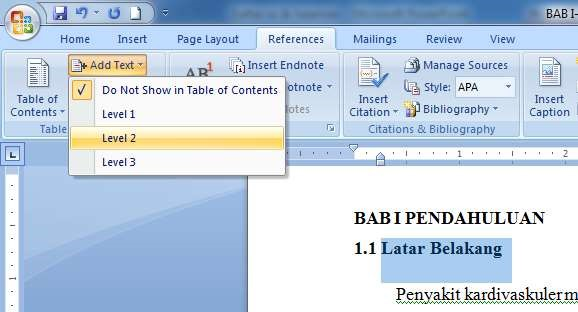 BAB I -
Home Insert Page Layout References Mailings Review View
Add Text
AB1
Insert Endnote
Table of
Contents
otnote
otes
Insert
Citation
Manage Sources
Style: APA
Bibliography
Insert
Caption
Table
Citations & Bibliography
Do Not Show in Table of Contents
Level 1
Level 2
Level 3
1 2
BAB I PENDAHULUAN
1.1 Latar Belakang
Penyakit kardivaskuler m